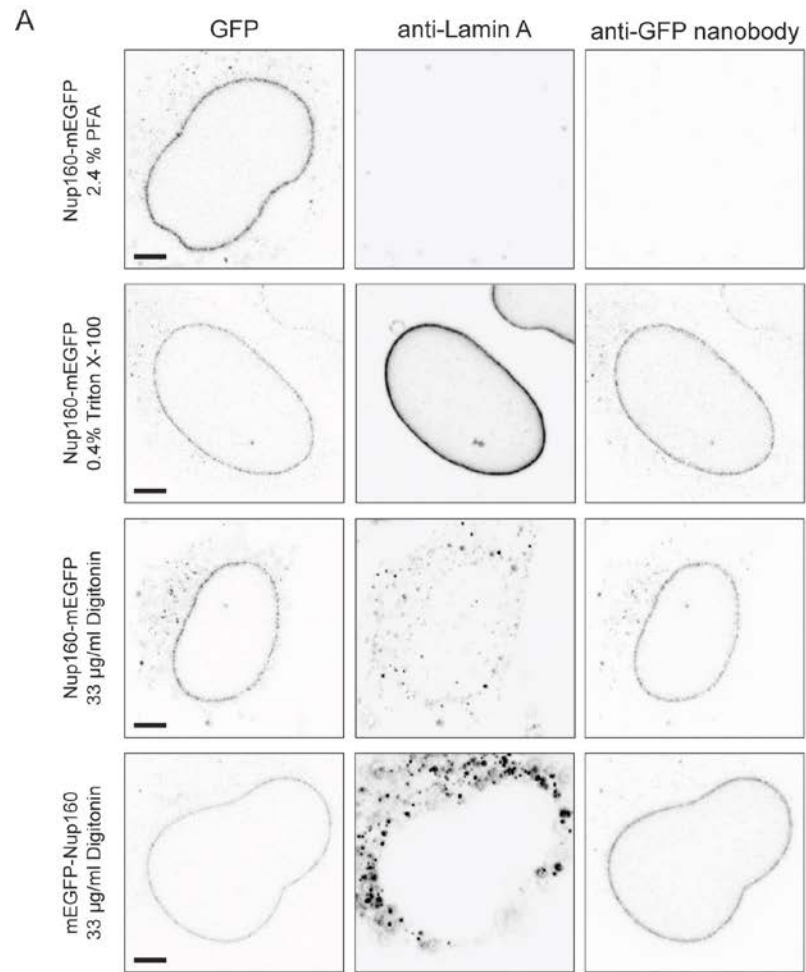 A
GFP
anti-Lamin A
anti-GFP nanobody
Nup160-mEGFP
2.4 % PFA
Nup160-mEGFP
0.4% Triton X-100
Nup160-mEGFP
33 µg/ml Digitonin
mEGFP-Nup160
33 µg/ml Digitonin